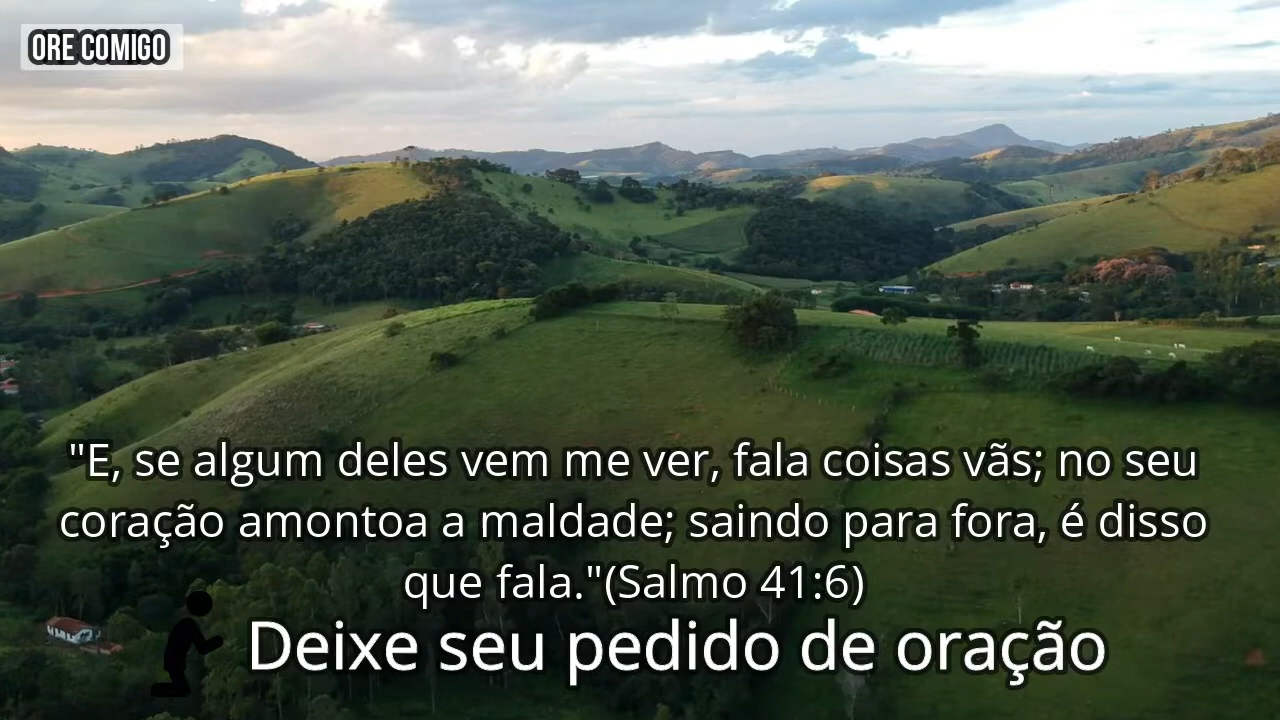 ORE COMIGO
"E, se algum deles vem me ver, fala coisas vãs; no seu
coração amontoa a maldade; saindo para fora, é disso
que fala."(Salmo 41:6)
Deixe seu pedido de oração